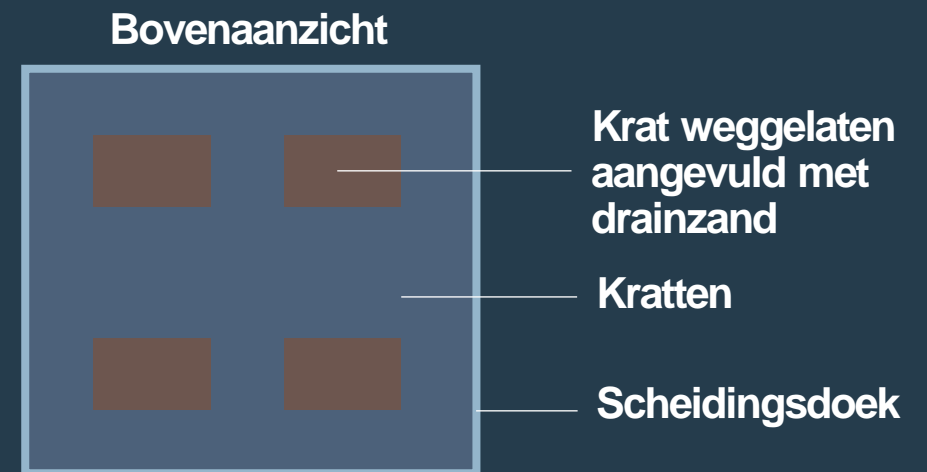 Bovenaanzicht
Krat weggelaten
aangevuld met
drainzand
Kratten
Scheidingsdoek